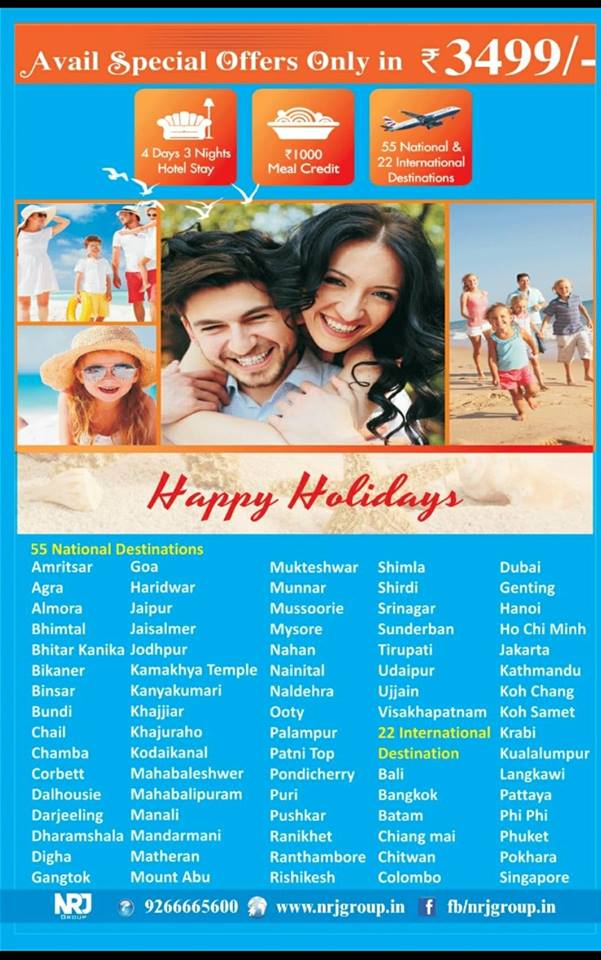 Avail Special Offers Only in ₹3499/-
4 Days 3 Nights
Hotel Stay
₹1000
Meal Credit
55 National &
22 International
Destinations
Happy Holidays
55 National Destinations
Amritsar
Agra
Almora
Bhimtal
Bhitar Kanika
Bikaner
Binsar
Bundi
Chail
Chamba
Corbett
Dalhousie
Darjeeling
Dharamshala
Digha
Gangtok
Goa
Haridwar
Jaipur
Jaisalmer
Jodhpur
Kamakhya Temple
Kanyakumari
Khajjiar
Khajuraho
Kodaikanal
Mahabaleshwer
Mahabalipuram
Manali
Mandarmani
Matheran
Mount Abu
Mukteshwar
Munnar
Mussoorie
Mysore
Nahan
Nainital
Naldehra
Ooty
Palampur
Patni Top
Pondicherry
Puri
Pushkar
Ranikhet
Ranthambore
Rishikesh
Shimla
Shirdi
Srinagar
Sunderban
Tirupati
Udaipur
Ujjain
Visakhapatnam
22 International
Destination
Bali
Bangkok
Batam
Chiang mai
Chitwan
Colombo
Dubai
Genting
Hanoi
Ho Chi Minh
Jakarta
Kathmandu
Koh Chang
Koh Samet
Krabi
Kualalumpur
Langkawi
Pattaya
Phi Phi
Phuket
Pokhara
Singapore
NRJ
GROUP
9266665600 www.nrjgroup.in f fb/nrjgroup.in